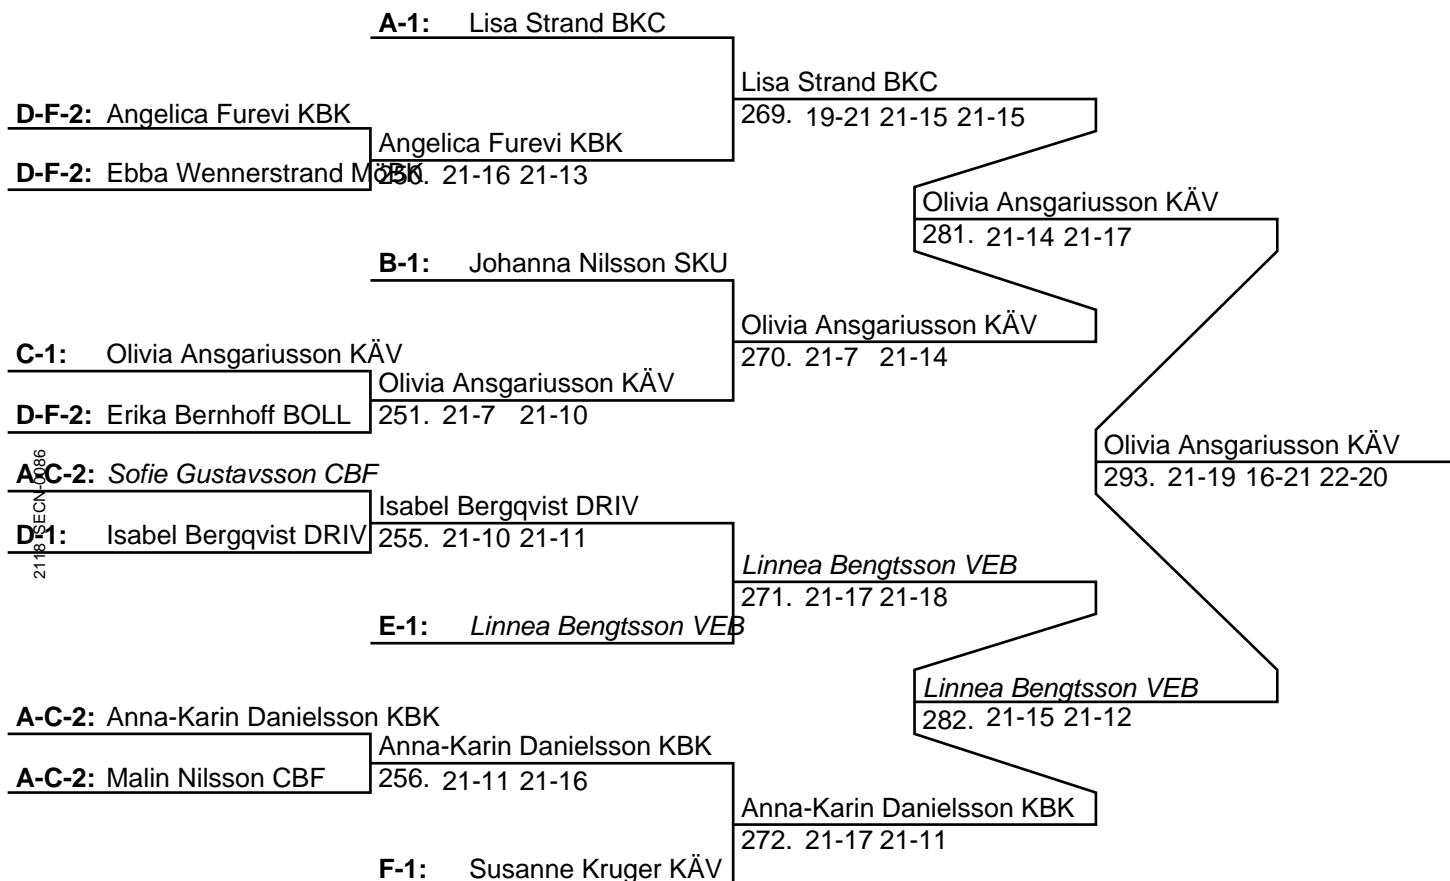 A-1: Lisa Strand BKC
Lisa Strand BKC
269. 19-21 21-15 21-15
D-F-2: Angelica Furevi KBK
Angelica Furevi KBK
D-F-2: Ebba Wennerstrand MöBK
250. 21-16 21-13
Olivia Ansgariusson KÄV
281. 21-14 21-17
B-1: Johanna Nilsson SKU
Olivia Ansgariusson KÄV
270. 21-7 21-14
C-1: Olivia Ansgariusson KÄV
Olivia Ansgariusson KÄV
D-F-2: Erika Bernhoff BOLL
251. 21-7 21-10
Olivia Ansgariusson KÄV
293. 21-19 16-21 22-20
A-C-2: Sofie Gustavsson CBF
Isabel Bergqvist DRIV
D-1: Isabel Bergqvist DRIV
255. 21-10 21-11
2118 SECN-0086
Linnea Bengtsson VEB
271. 21-17 21-18
E-1: Linnea Bengtsson VEB
Linnea Bengtsson VEB
282. 21-15 21-12
A-C-2: Anna-Karin Danielsson KBK
Anna-Karin Danielsson KBK
A-C-2: Malin Nilsson CBF
256. 21-11 21-16
Anna-Karin Danielsson KBK
272. 21-17 21-11
F-1: Susanne Kruger KÄV